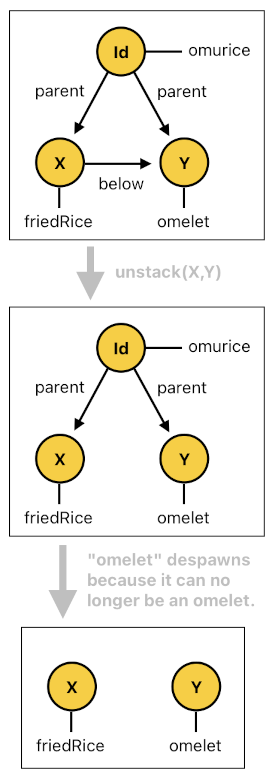 Id
omurice
parent
parent
X
Y
below
friedRice
omelet
unstack(X,Y)
Id
omurice
parent
parent
X
Y
friedRice
omelet
"omelet" despawns
because it can no
longer be an omelet.
X
Y
friedRice
omelet